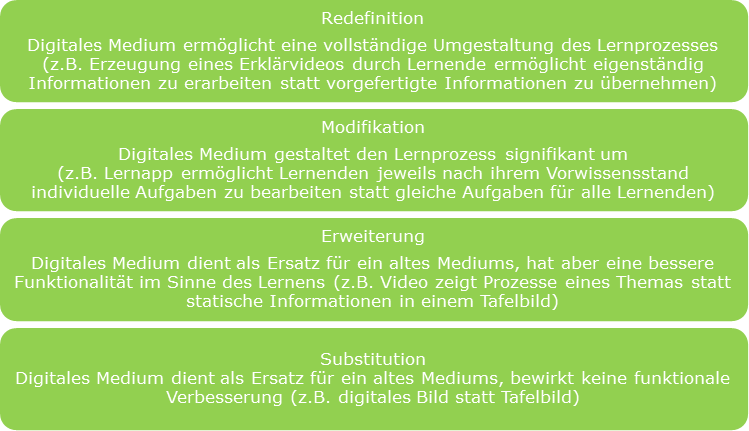 Redefinition
Digitales Medium ermöglicht eine vollständige Umgestaltung des Lernprozesses
(z.B. Erzeugung eines Erklärvideos durch Lernende ermöglicht eigenständig
Informationen zu erarbeiten statt vorgefertigte Informationen zu übernehmen)
Modifikation
Digitales Medium gestaltet den Lernprozess signifikant um
(z.B. Lernapp ermöglicht Lernenden jeweils nach ihrem Vorwissensstand
individuelle Aufgaben zu bearbeiten statt gleiche Aufgaben für alle Lernenden)
Erweiterung
Digitales Medium dient als Ersatz für ein altes Mediums, hat aber eine bessere
Funktionalität im Sinne des Lernens (z.B. Video zeigt Prozesse eines Themas statt
statische Informationen in einem Tafelbild)
Substitution
Digitales Medium dient als Ersatz für ein altes Mediums, bewirkt keine funktionale
Verbesserung (z.B. digitales Bild statt Tafelbild)